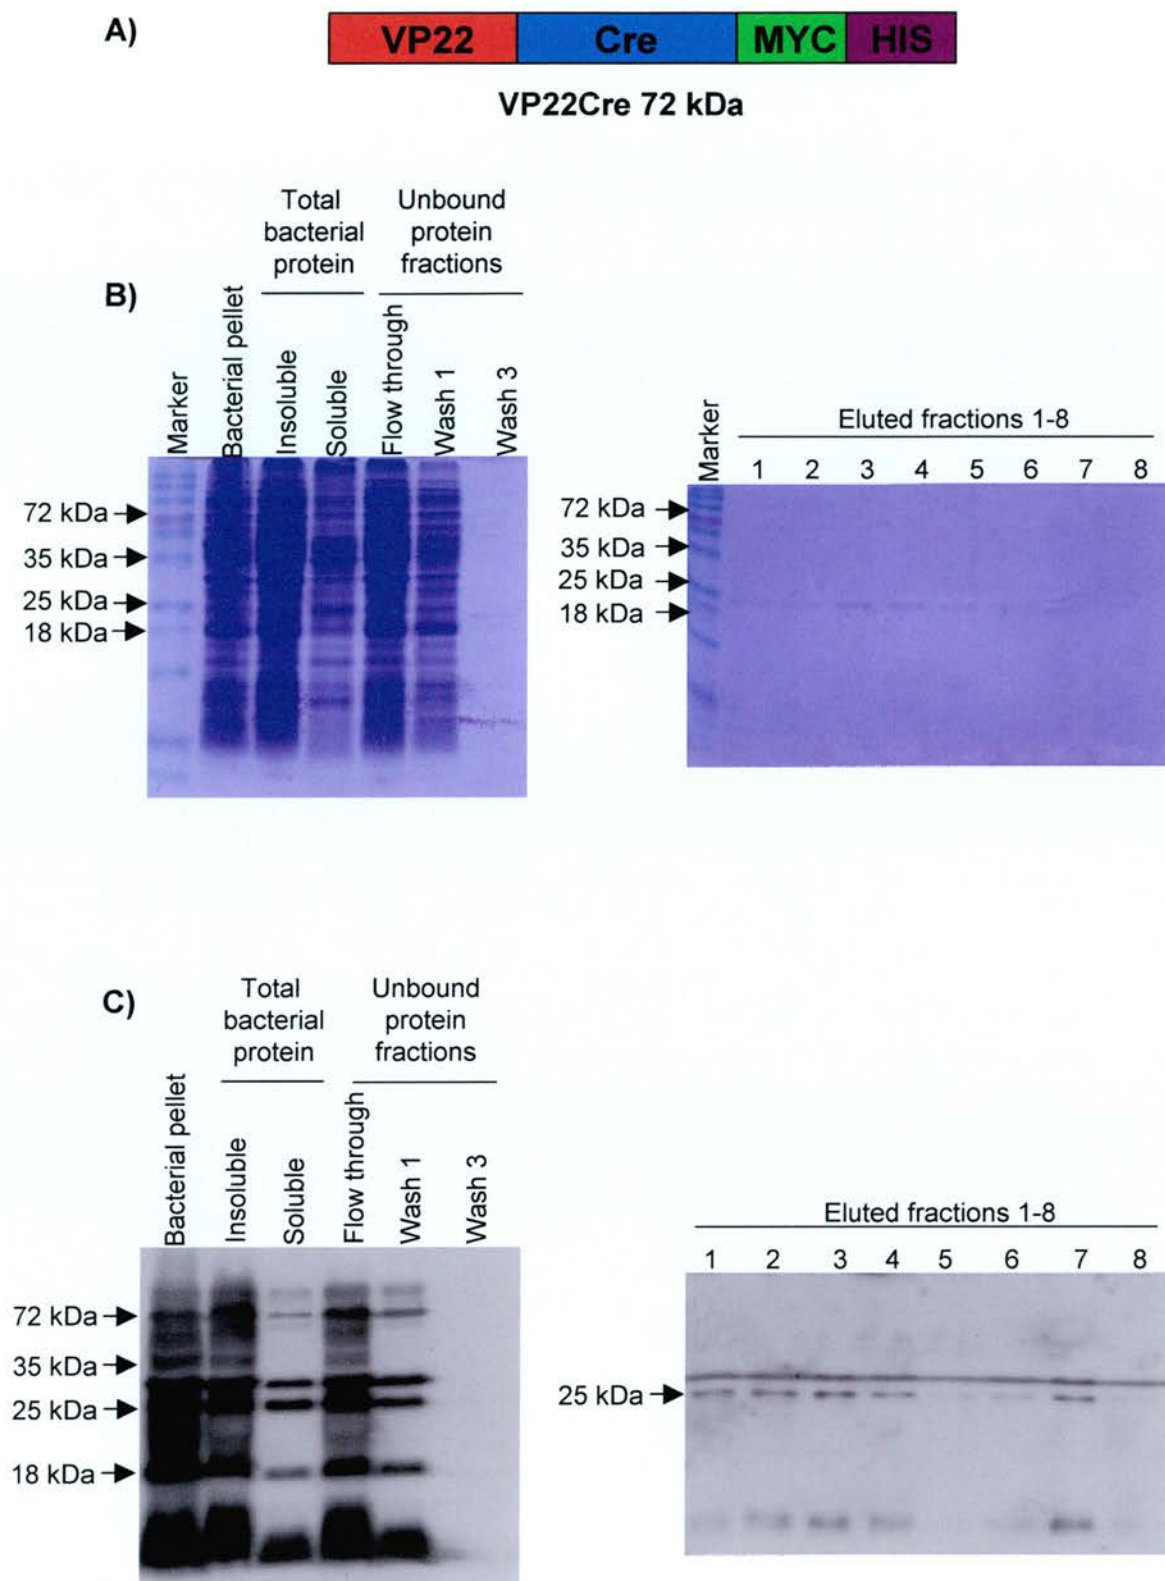 A)
VP22 Cre MYC HIS
VP22Cre 72 kDa
B)
Total
bacterial
protein
Unbound
protein
fractions
Marker
Bacterial pellet
Insoluble
Soluble
Flow through
Wash 1
Wash 3
72 kDa
35 kDa
25 kDa
18 kDa
Eluted fractions 1-8
Marker
1 2 3 4 5 6 7 8
72 kDa
35 kDa
25 kDa
18 kDa
C)
Total
bacterial
protein
Unbound
protein
fractions
Bacterial pellet
Insoluble
Soluble
Flow through
Wash 1
Wash 3
72 kDa
35 kDa
25 kDa
18 kDa
Eluted fractions 1-8
1 2 3 4 5 6 7 8
25 kDa